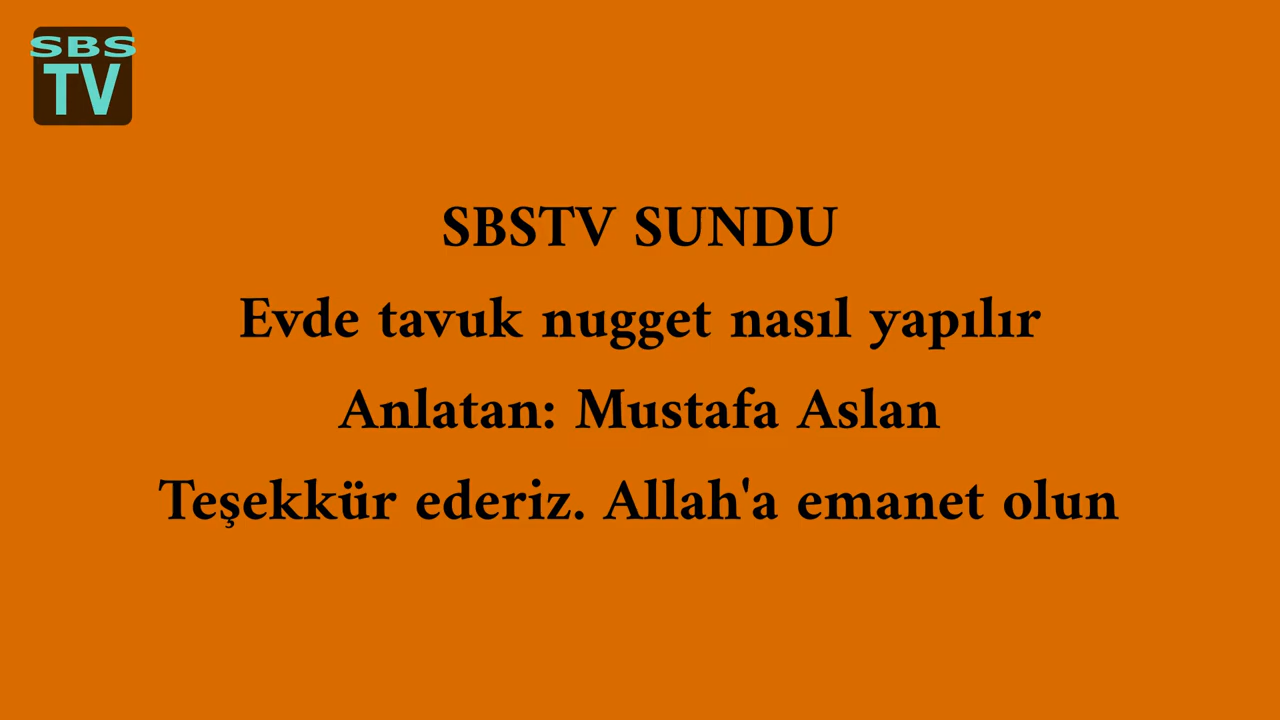 SBS
TV
SBSTV SUNDU
Evde tavuk nugget nasıl yapılır
Anlatan: Mustafa Aslan
Teşekkür ederiz. Allah'a emanet olun